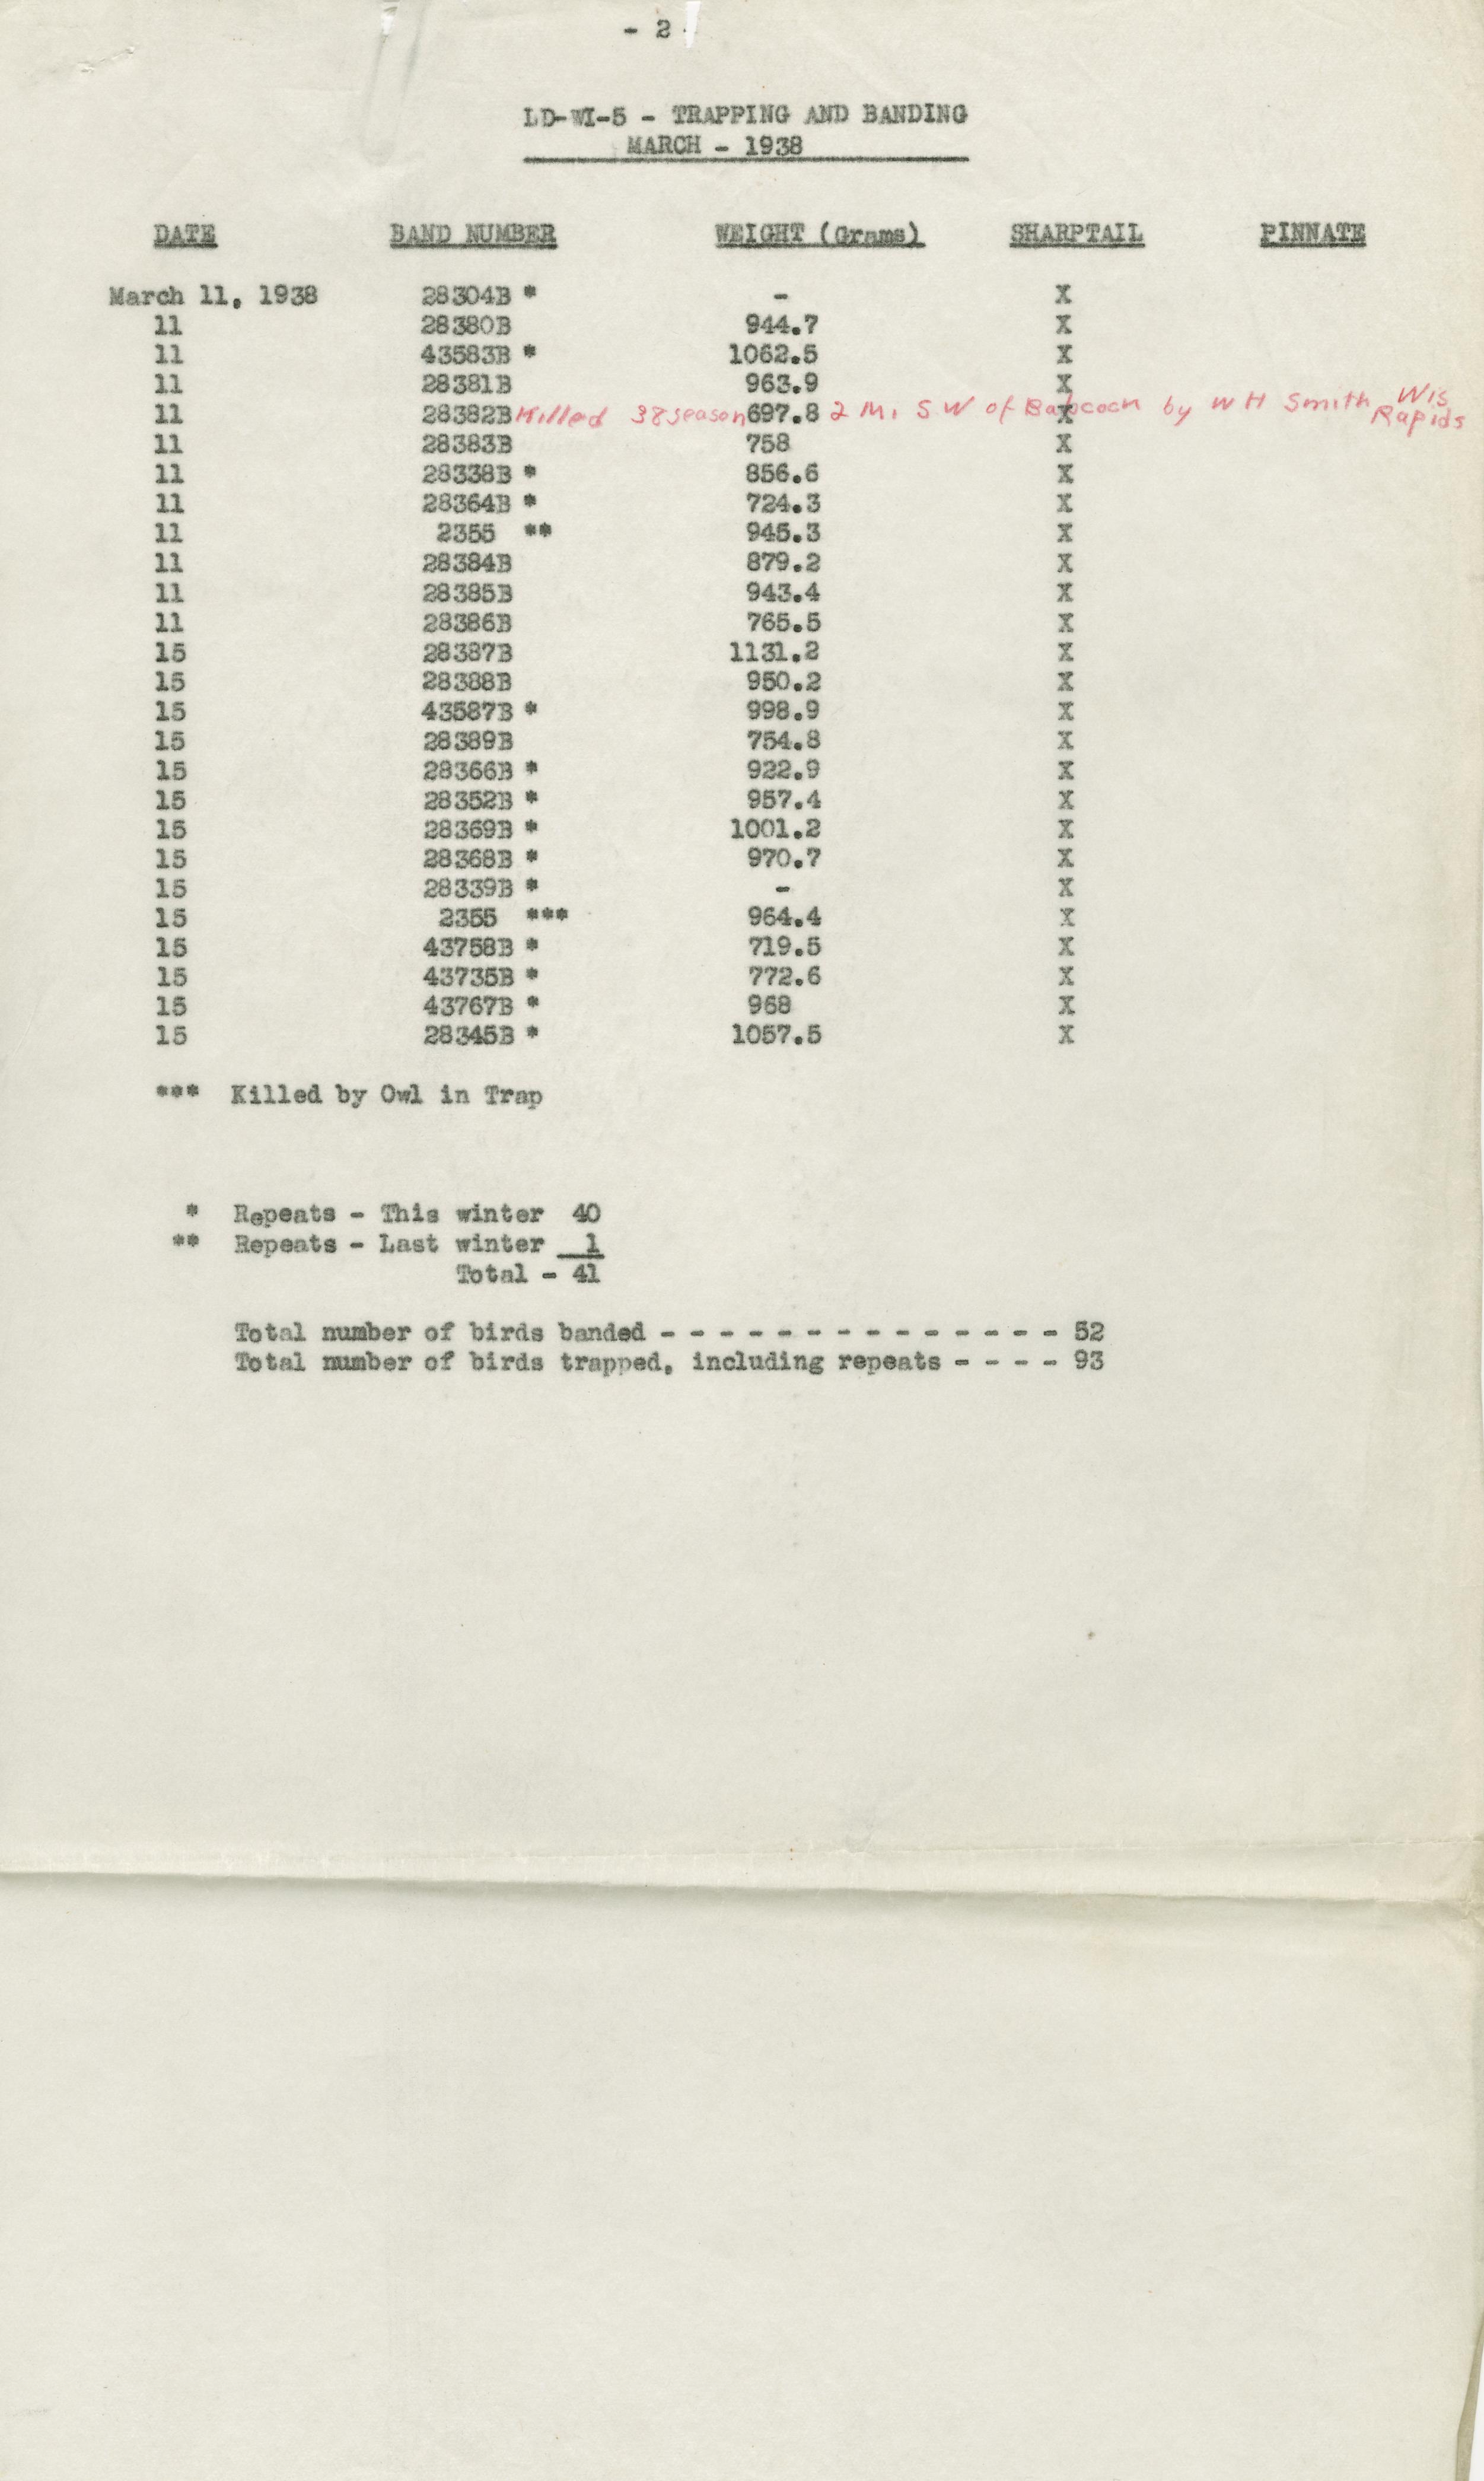 - 2 -
LD-WI-5 - TRAPPING AND BANDING
MARCH - 1938
DATE BAND NUMBER WEIGHT (Grams) SHARPTAIL PINNATE
March 11, 1938 28304B * - X
11 28380B 944.7 X
11 43583B * 1062.5 X
11 28381B 963.9 X
11 28382B Killed 38 season 697.8 2 Mi S W of Babcock X by W H Smith Wis Rapids
11 28383B 758 X
11 28338B * 856.6 X
11 28364B * 724.3 X
11 2355 ** 945.3 X
11 28384B 879.2 X
11 28385B 943.4 X
11 28386B 765.5 X
15 28387B 1131.2 X
15 28388B 950.2 X
15 43587B * 998.9 X
15 28389B 754.8 X
15 28366B * 922.9 X
15 28352B * 957.4 X
15 28369B * 1001.2 X
15 28368B * 970.7 X
15 28339B * - X
15 2355 *** 964.4 X
15 43758B * 719.5 X
15 43735B * 772.6 X
15 43767B * 968 X
15 28345B * 1057.5 X
*** Killed by Owl in Trap
* Repeats - This winter 40
** Repeats - Last winter 1
Total - 41
Total number of birds banded - - - - - - - - - - - - - - 52
Total number of birds trapped, including repeats - - - - 93